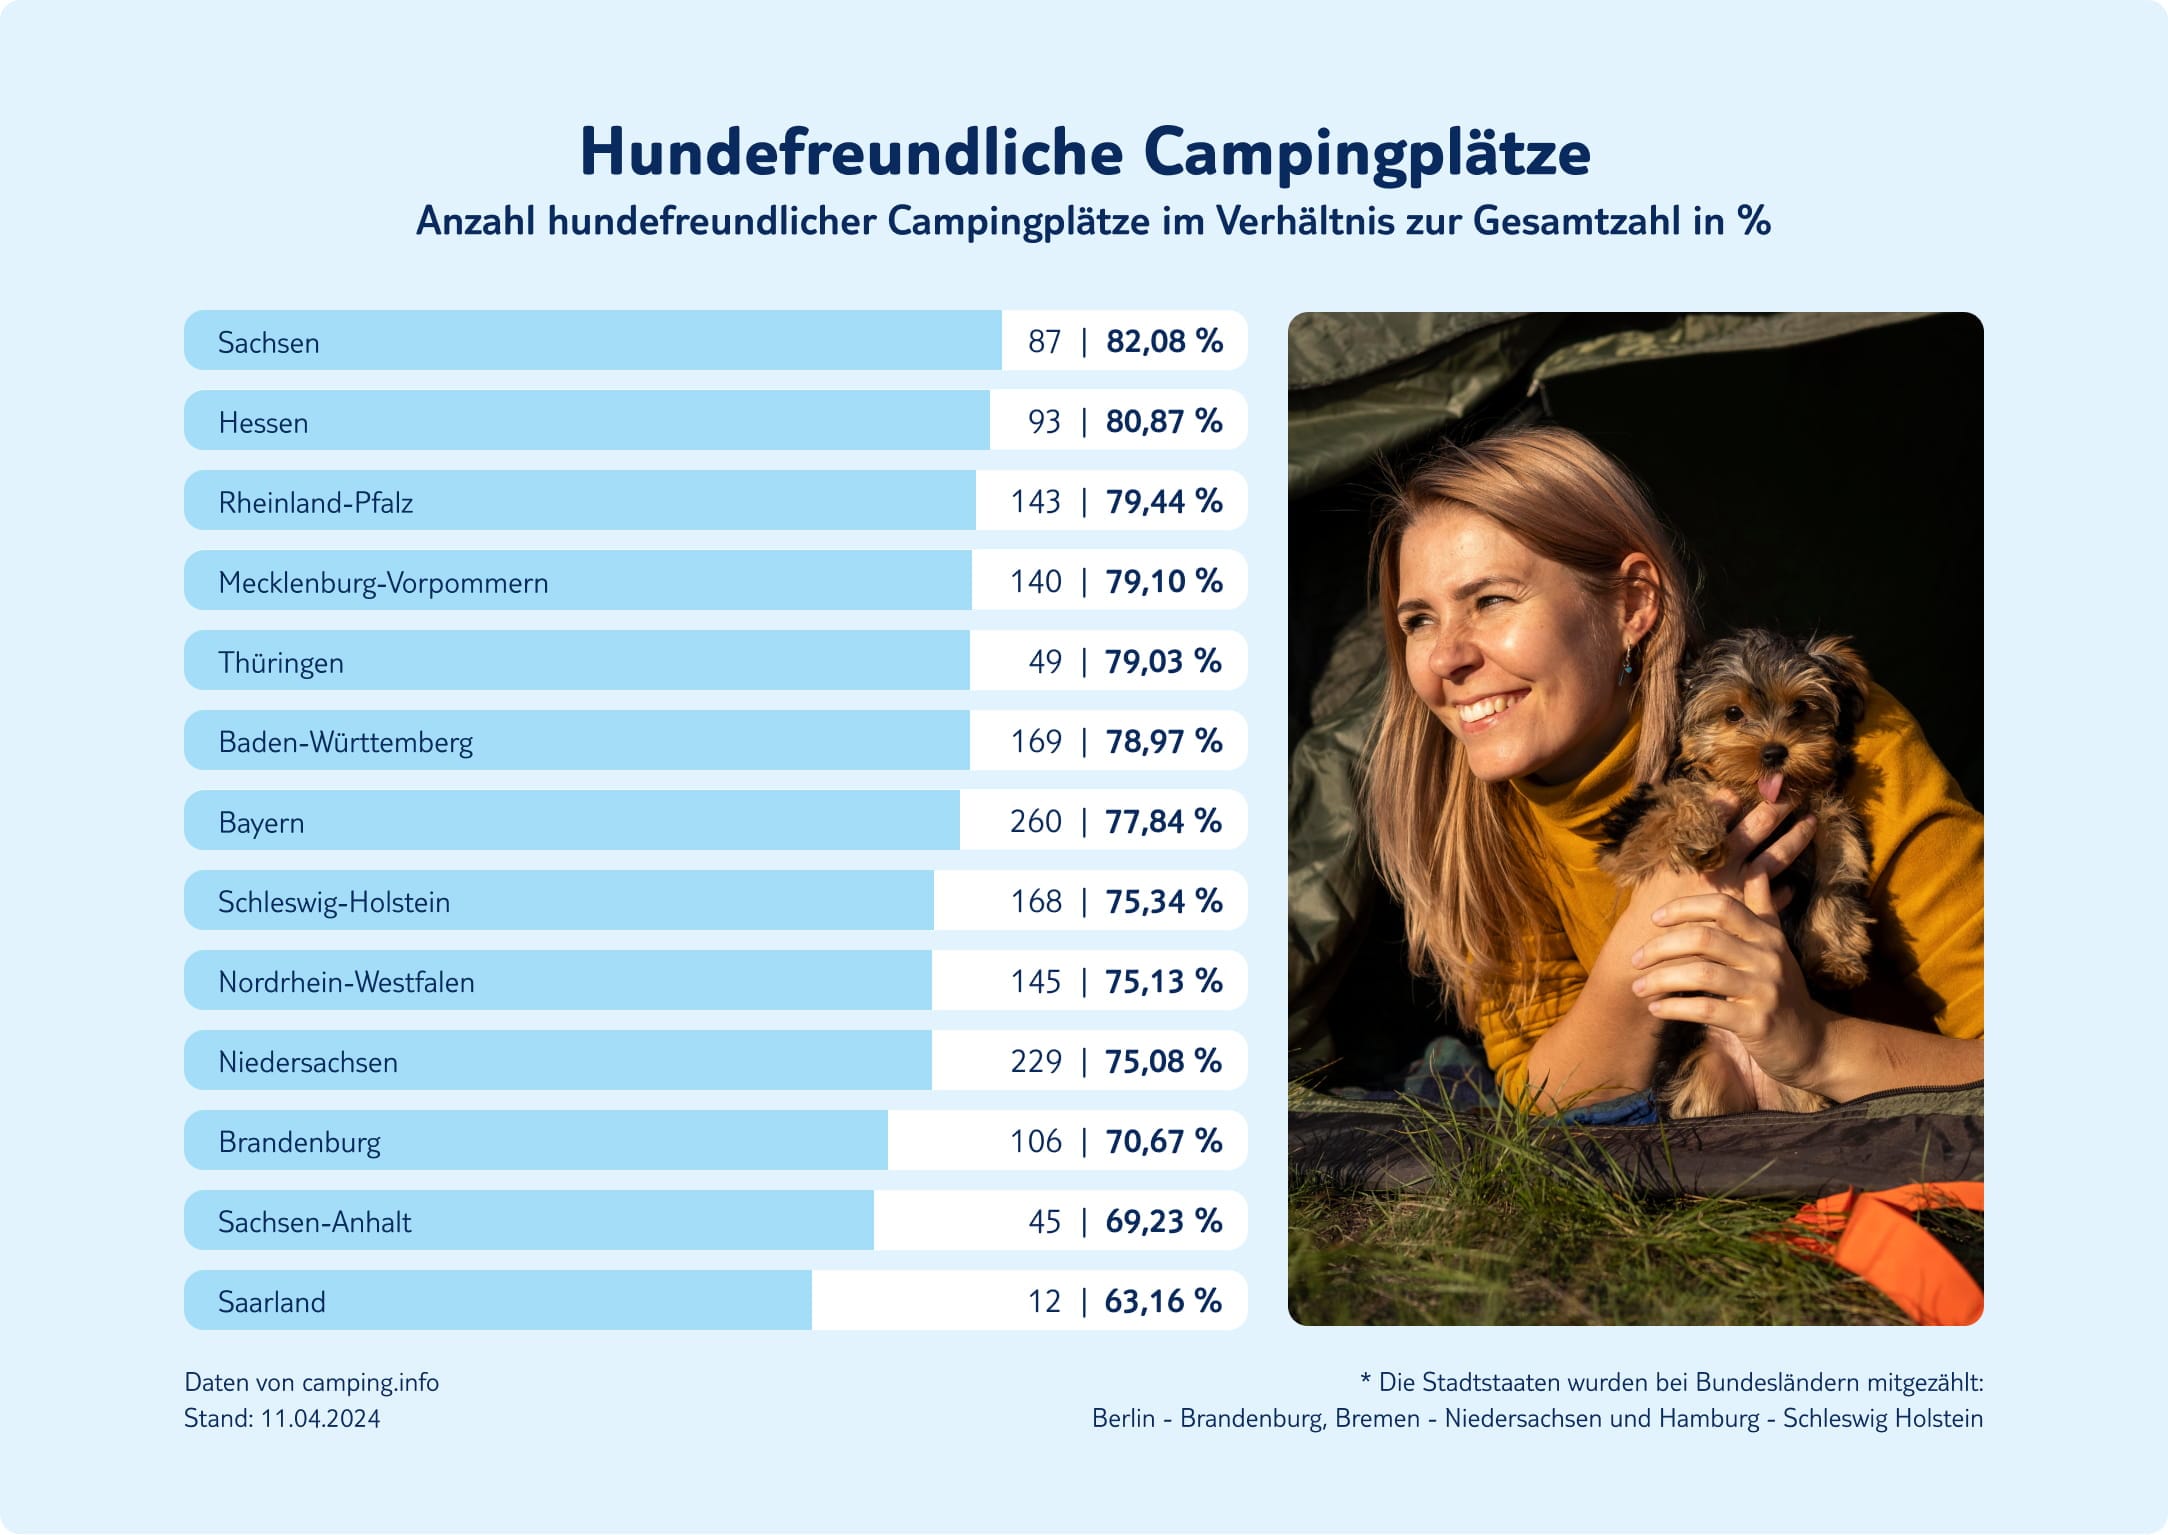 Hundefreundliche Campingplätze
Anzahl hundefreundlicher Campingplätze im Verhältnis zur Gesamtzahl in %
Sachsen 87 | 82,08 %
Hessen 93 | 80,87 %
Rheinland-Pfalz 143 | 79,44 %
Mecklenburg-Vorpommern 140 | 79,10 %
Thüringen 49 | 79,03 %
Baden-Württemberg 169 | 78,97 %
Bayern 260 | 77,84 %
Schleswig-Holstein 168 | 75,34 %
Nordrhein-Westfalen 145 | 75,13 %
Niedersachsen 229 | 75,08 %
Brandenburg 106 | 70,67 %
Sachsen-Anhalt 45 | 69,23 %
Saarland 12 | 63,16 %
Daten von camping.info
Stand: 11.04.2024
* Die Stadtstaaten wurden bei Bundesländern mitgezählt:
Berlin - Brandenburg, Bremen - Niedersachsen und Hamburg - Schleswig Holstein